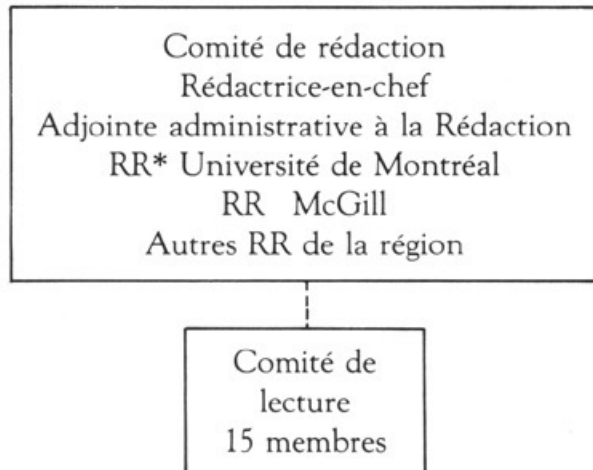 Comité de rédaction
Rédactrice-en-chef
Adjointe administrative à la Rédaction
RR* Université de Montréal
RR McGill
Autres RR de la région
Comité de
lecture
15 membres